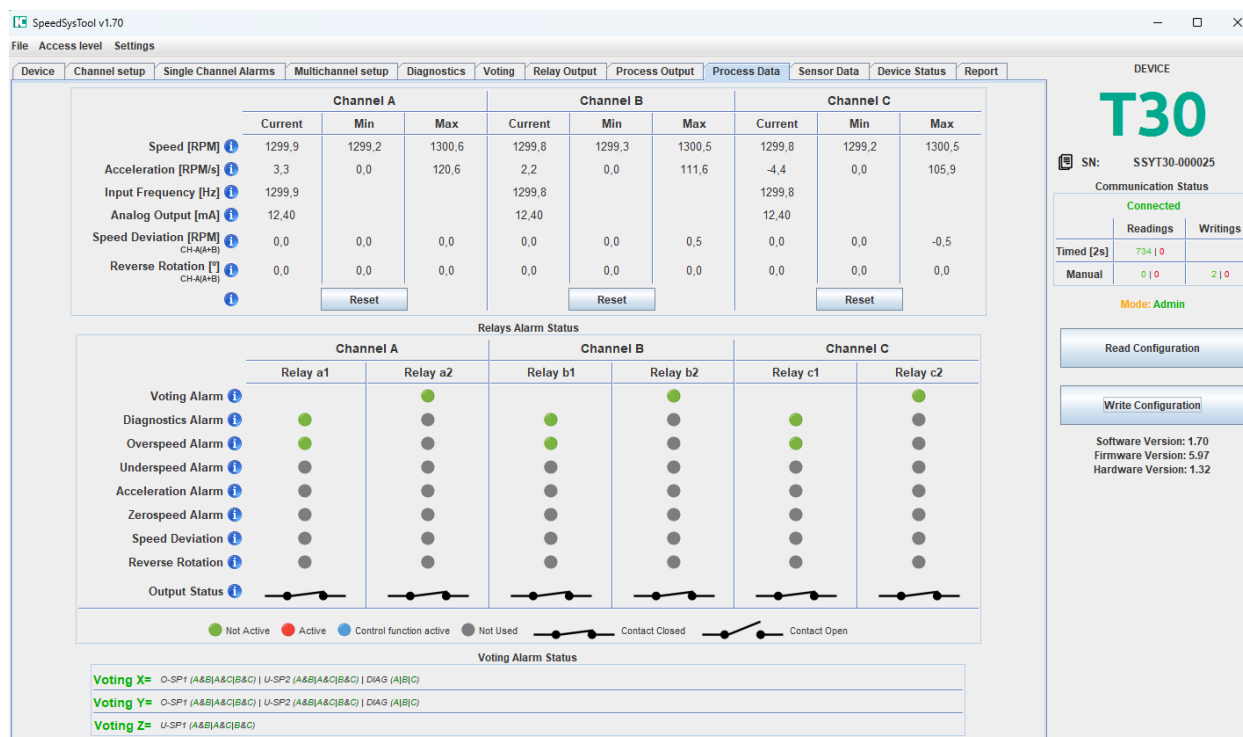 SpeedSysTool v1.70
File Access level Settings
Device Channel setup Single Channel Alarms Multichannel setup Diagnostics Voting Relay Output Process Output Process Data Sensor Data Device Status Report
Channel A Channel B Channel C
Current Min Max Current Min Max Current Min Max
Speed [RPM] 1299,9 1299,2 1300,6 1299,8 1299,3 1300,5 1299,8 1299,2 1300,5
Acceleration [RPM/s] 3,3 0,0 120,6 2,2 0,0 111,6 -4,4 0,0 105,9
Input Frequency [Hz] 1299,9 1299,8 1299,8
Analog Output [mA] 12,40 12,40 12,40
Speed Deviation [RPM] 0,0 0,0 0,0 0,0 0,0 0,5 0,0 0,0 -0,5
CH-A(A+B)
Reverse Rotation [º] 0,0 0,0 0,0 0,0 0,0 0,0 0,0 0,0 0,0
CH-A(A+B)
Reset Reset Reset
Relays Alarm Status
Channel A Channel B Channel C
Relay a1 Relay a2 Relay b1 Relay b2 Relay c1 Relay c2
Voting Alarm
Diagnostics Alarm
Overspeed Alarm
Underspeed Alarm
Acceleration Alarm
Zerospeed Alarm
Speed Deviation
Reverse Rotation
Output Status
Not Active Active Control function active Not Used Contact Closed Contact Open
Voting Alarm Status
Voting X= O-SP1 (A&B|A&C|B&C) | U-SP2 (A&B|A&C|B&C) | DIAG (A|B|C)
Voting Y= O-SP1 (A&B|A&C|B&C) | U-SP2 (A&B|A&C|B&C) | DIAG (A|B|C)
Voting Z= U-SP1 (A&B|A&C|B&C)
DEVICE
T30
SN: SSYT30-000025
Communication Status
Connected
Readings Writings
Timed [2s] 734 | 0
Manual 0 | 0 2 | 0
Mode: Admin
Read Configuration
Write Configuration
Software Version: 1.70
Firmware Version: 5.97
Hardware Version: 1.32